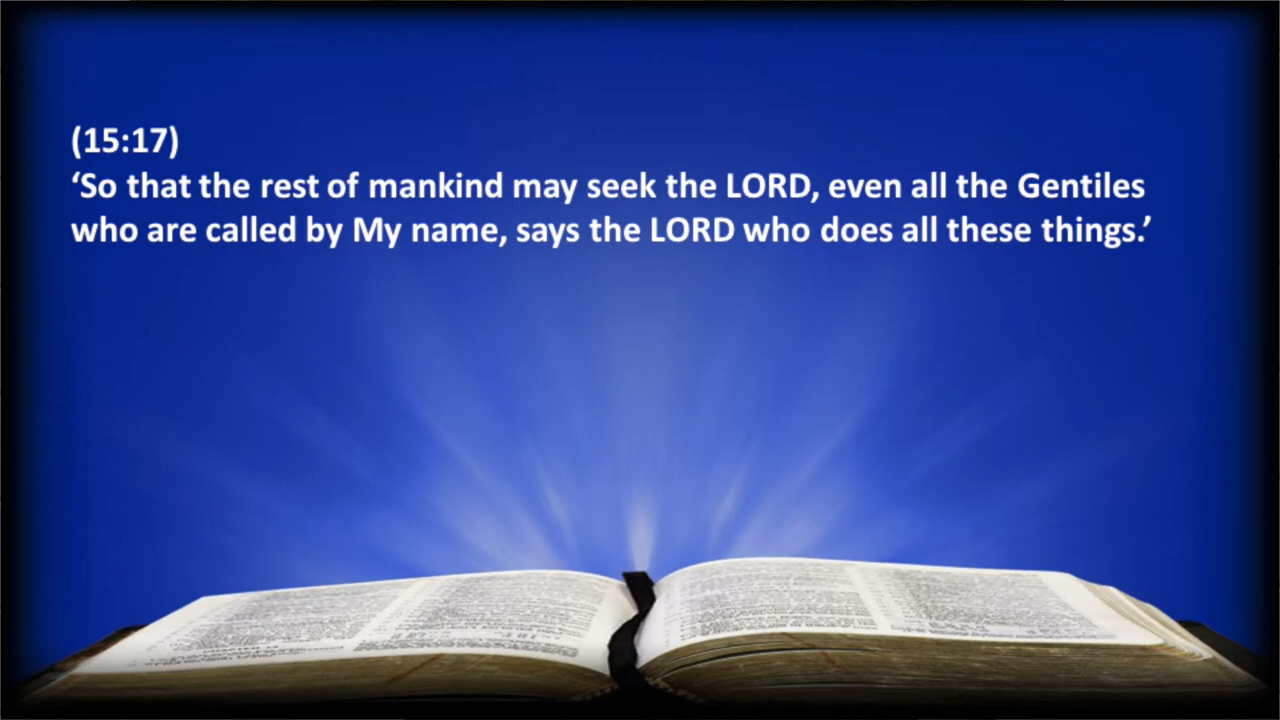 (15:17)
‘So that the rest of mankind may seek the LORD, even all the Gentiles
who are called by My name, says the LORD who does all these things.’